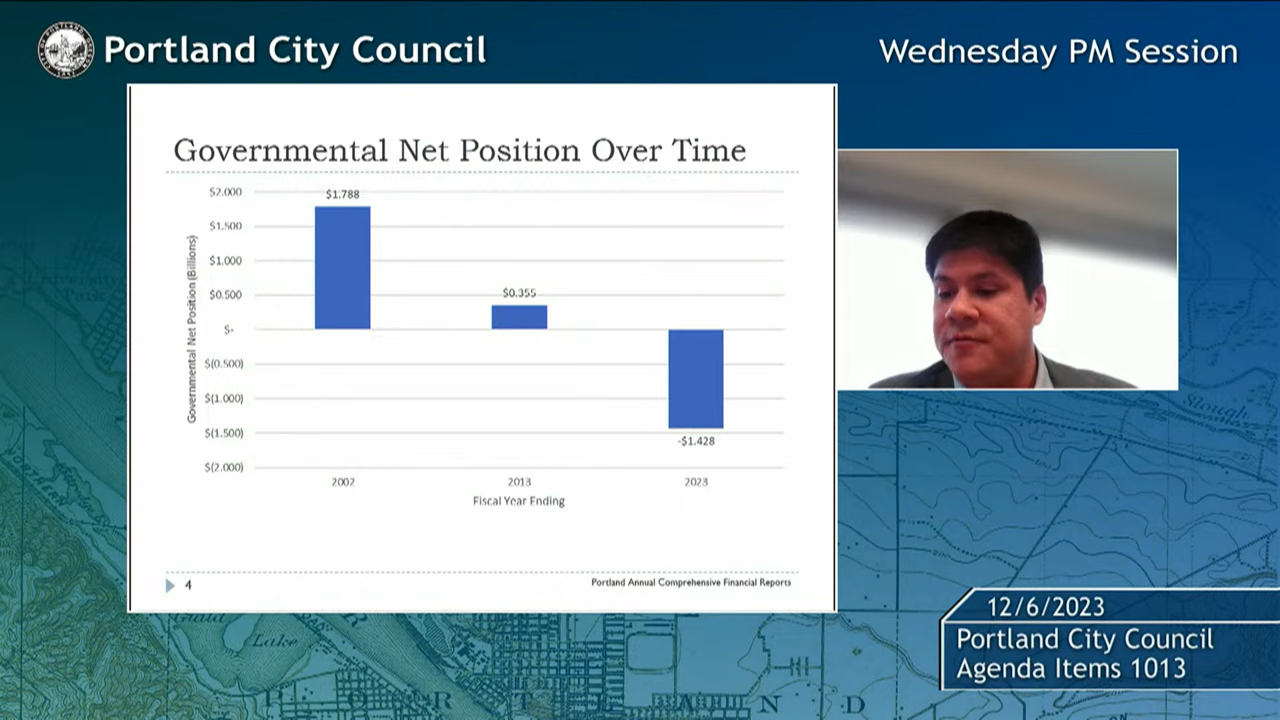 Portland City Council
Wednesday PM Session
Governmental Net Position Over Time
Governmental Net Position (Billions)
$2.000
$1.500
$1.000
$0.500
$-
$(0.500)
$(1.000)
$(1.500)
$(2.000)
$1.788
$0.355
-$1.428
2002
2013
2023
Fiscal Year Ending
4
Portland Annual Comprehensive Financial Reports
12/6/2023
Portland City Council
Agenda Items 1013
Slough
Guild
Lake
P O R T L A N D